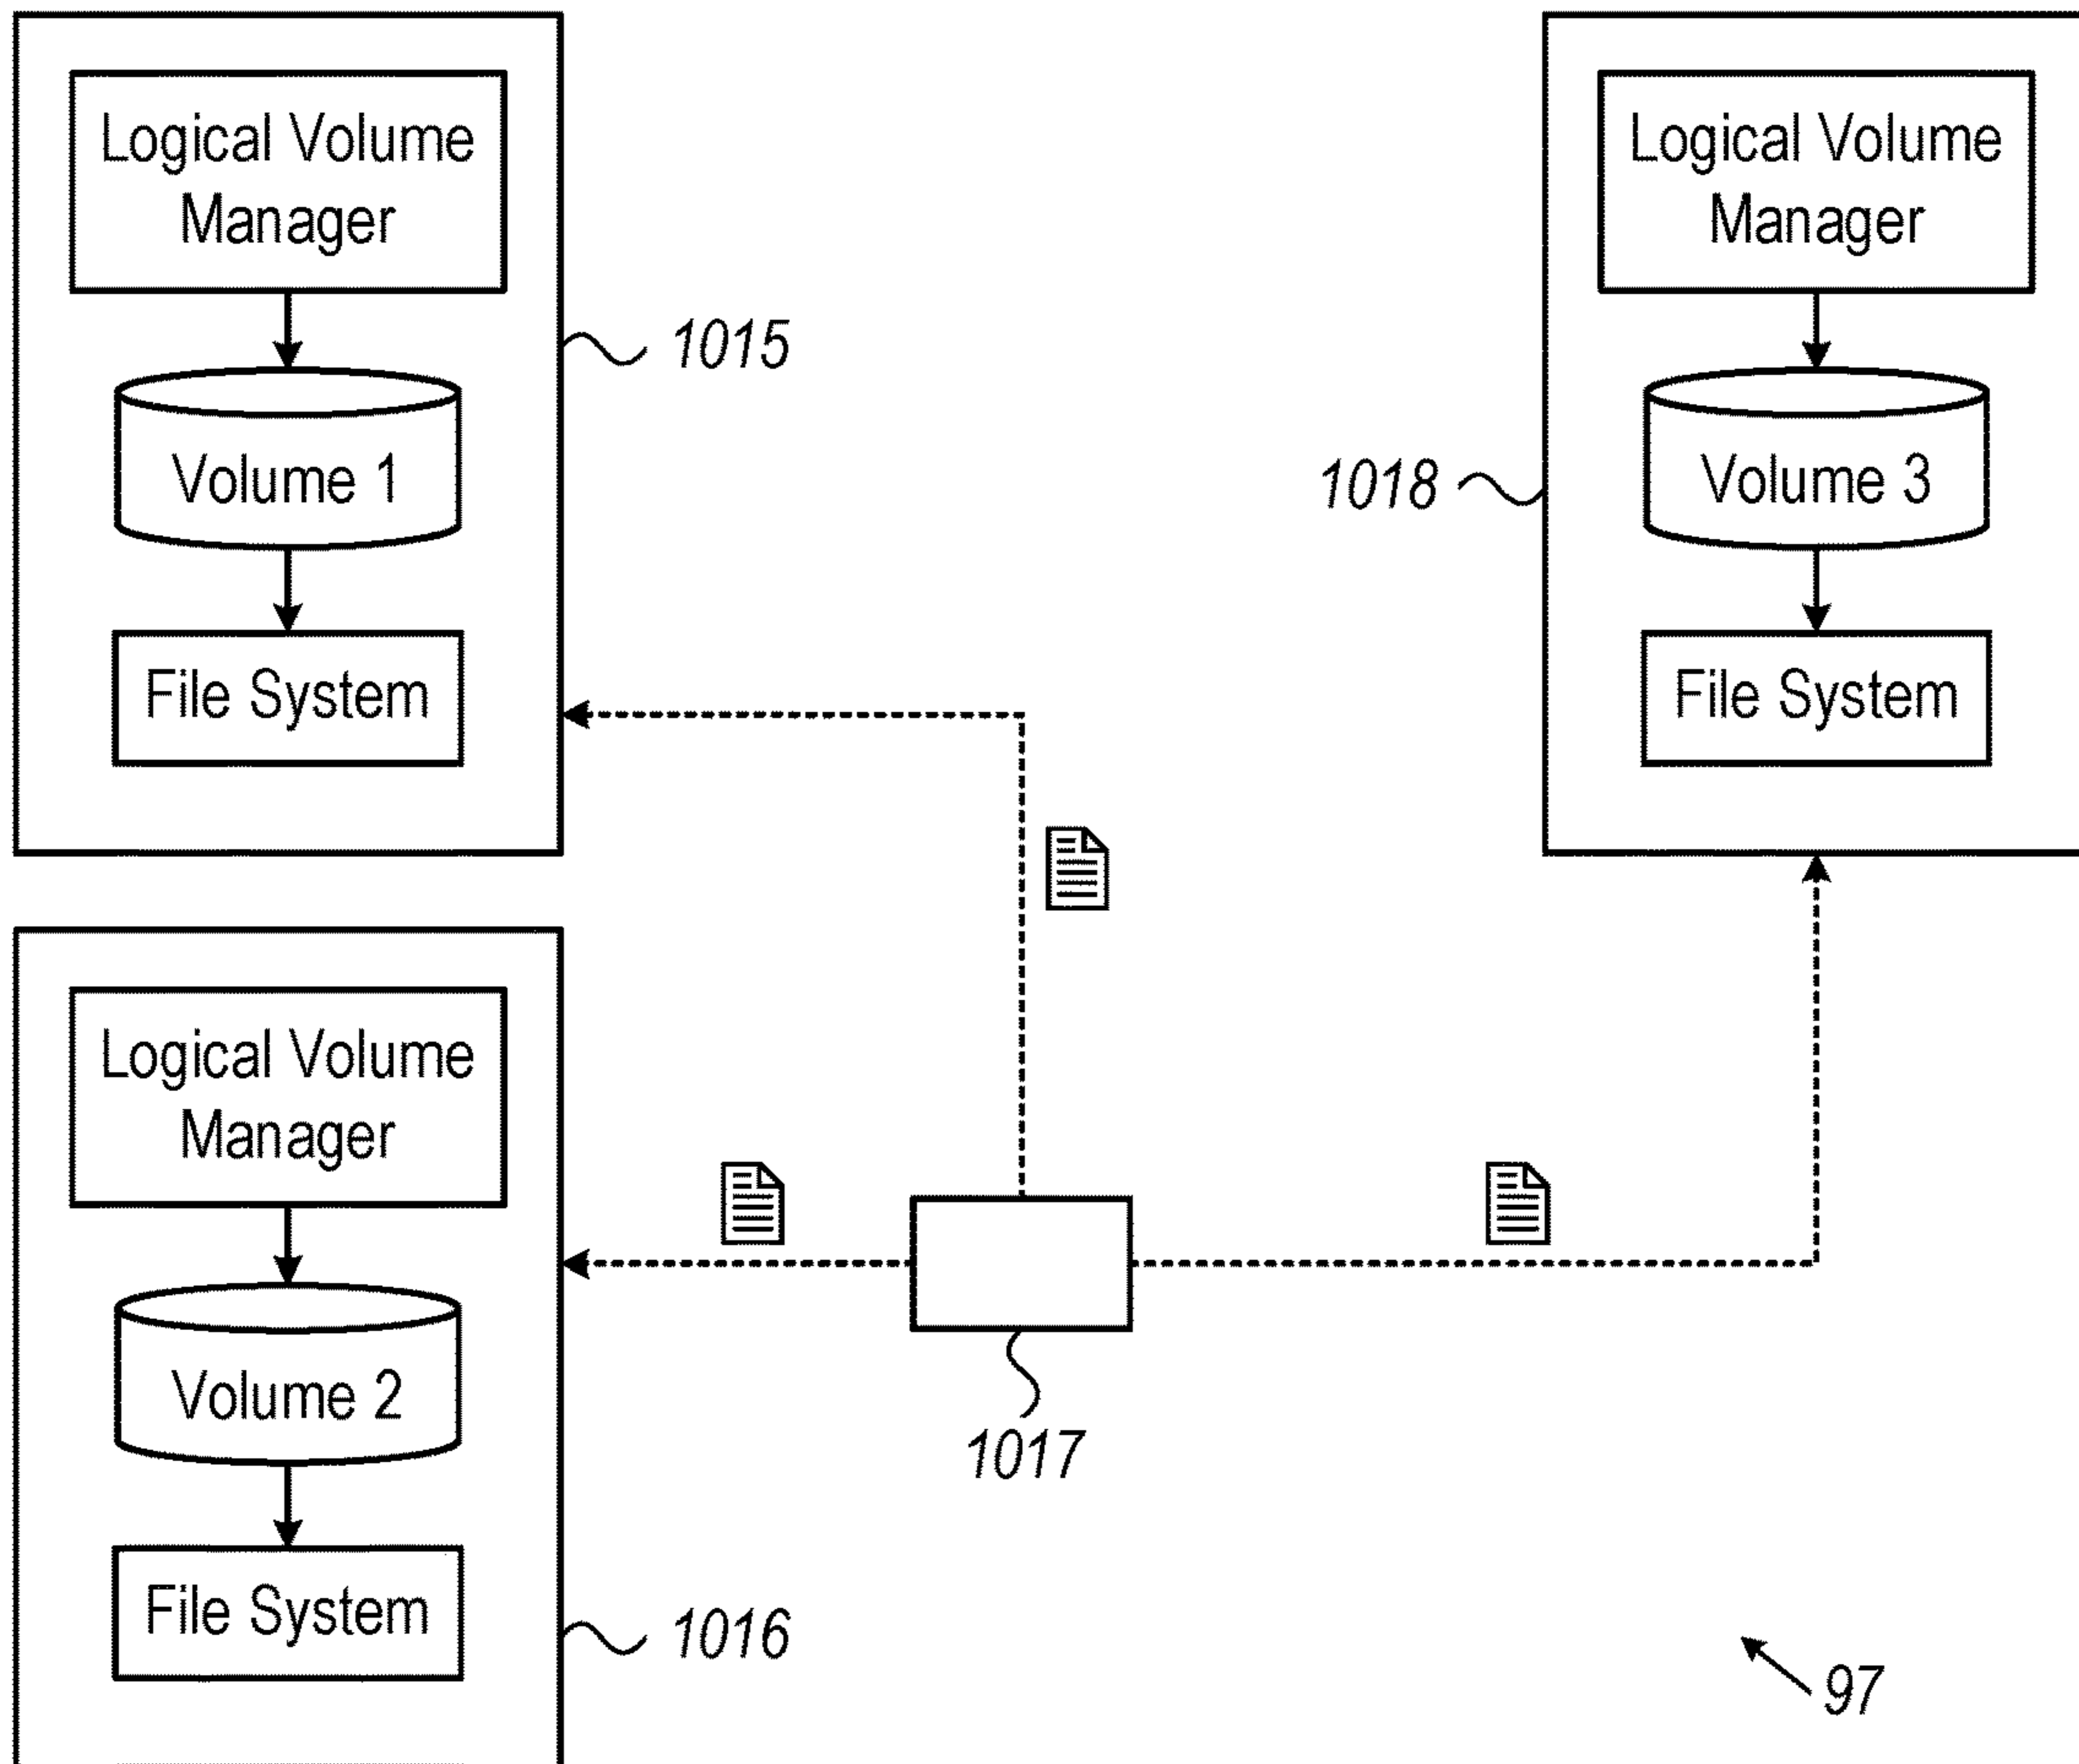 Logical Volume
Manager
Volume 1
File System
1015
Logical Volume
Manager
Volume 3
File System
1018
Logical Volume
Manager
Volume 2
File System
1016
1017
97